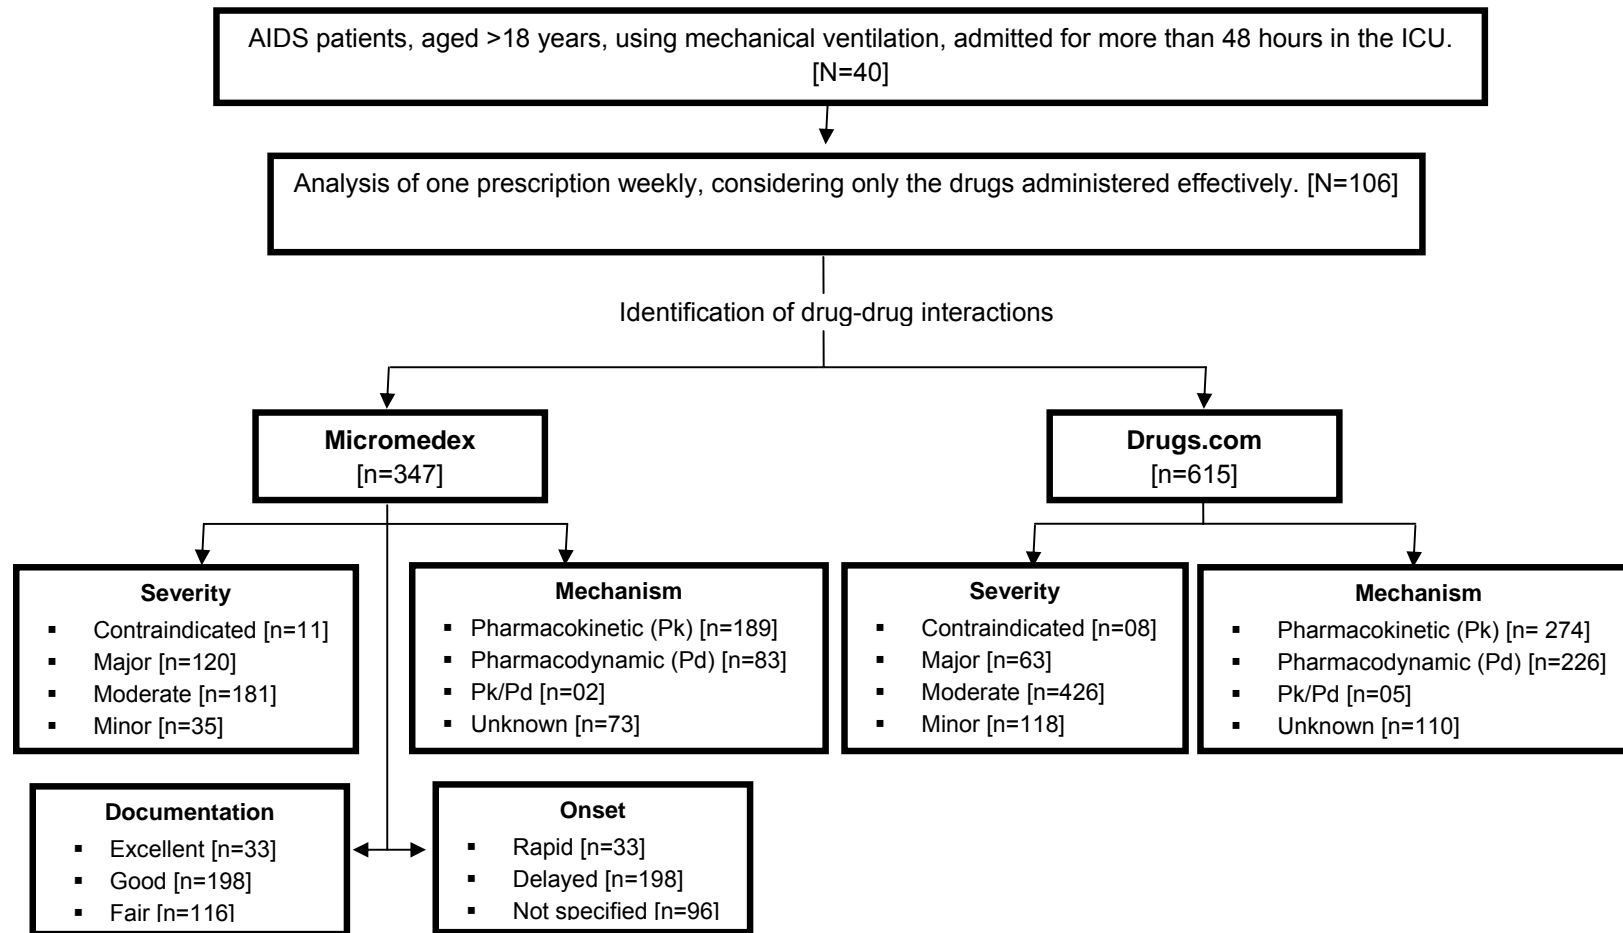 AIDS patients, aged >18 years, using mechanical ventilation, admitted for more than 48 hours in the ICU.
[N=40]
Analysis of one prescription weekly, considering only the drugs administered effectively. [N=106]
Identification of drug-drug interactions
Micromedex
[n=347]
Drugs.com
[n=615]
Severity
▪ Contraindicated [n=11]
▪ Major [n=120]
▪ Moderate [n=181]
▪ Minor [n=35]
Mechanism
▪ Pharmacokinetic (Pk) [n=189]
▪ Pharmacodynamic (Pd) [n=83]
▪ Pk/Pd [n=02]
▪ Unknown [n=73]
Severity
▪ Contraindicated [n=08]
▪ Major [n=63]
▪ Moderate [n=426]
▪ Minor [n=118]
Mechanism
▪ Pharmacokinetic (Pk) [n= 274]
▪ Pharmacodynamic (Pd) [n=226]
▪ Pk/Pd [n=05]
▪ Unknown [n=110]
Documentation
▪ Excellent [n=33]
▪ Good [n=198]
▪ Fair [n=116]
Onset
▪ Rapid [n=33]
▪ Delayed [n=198]
▪ Not specified [n=96]